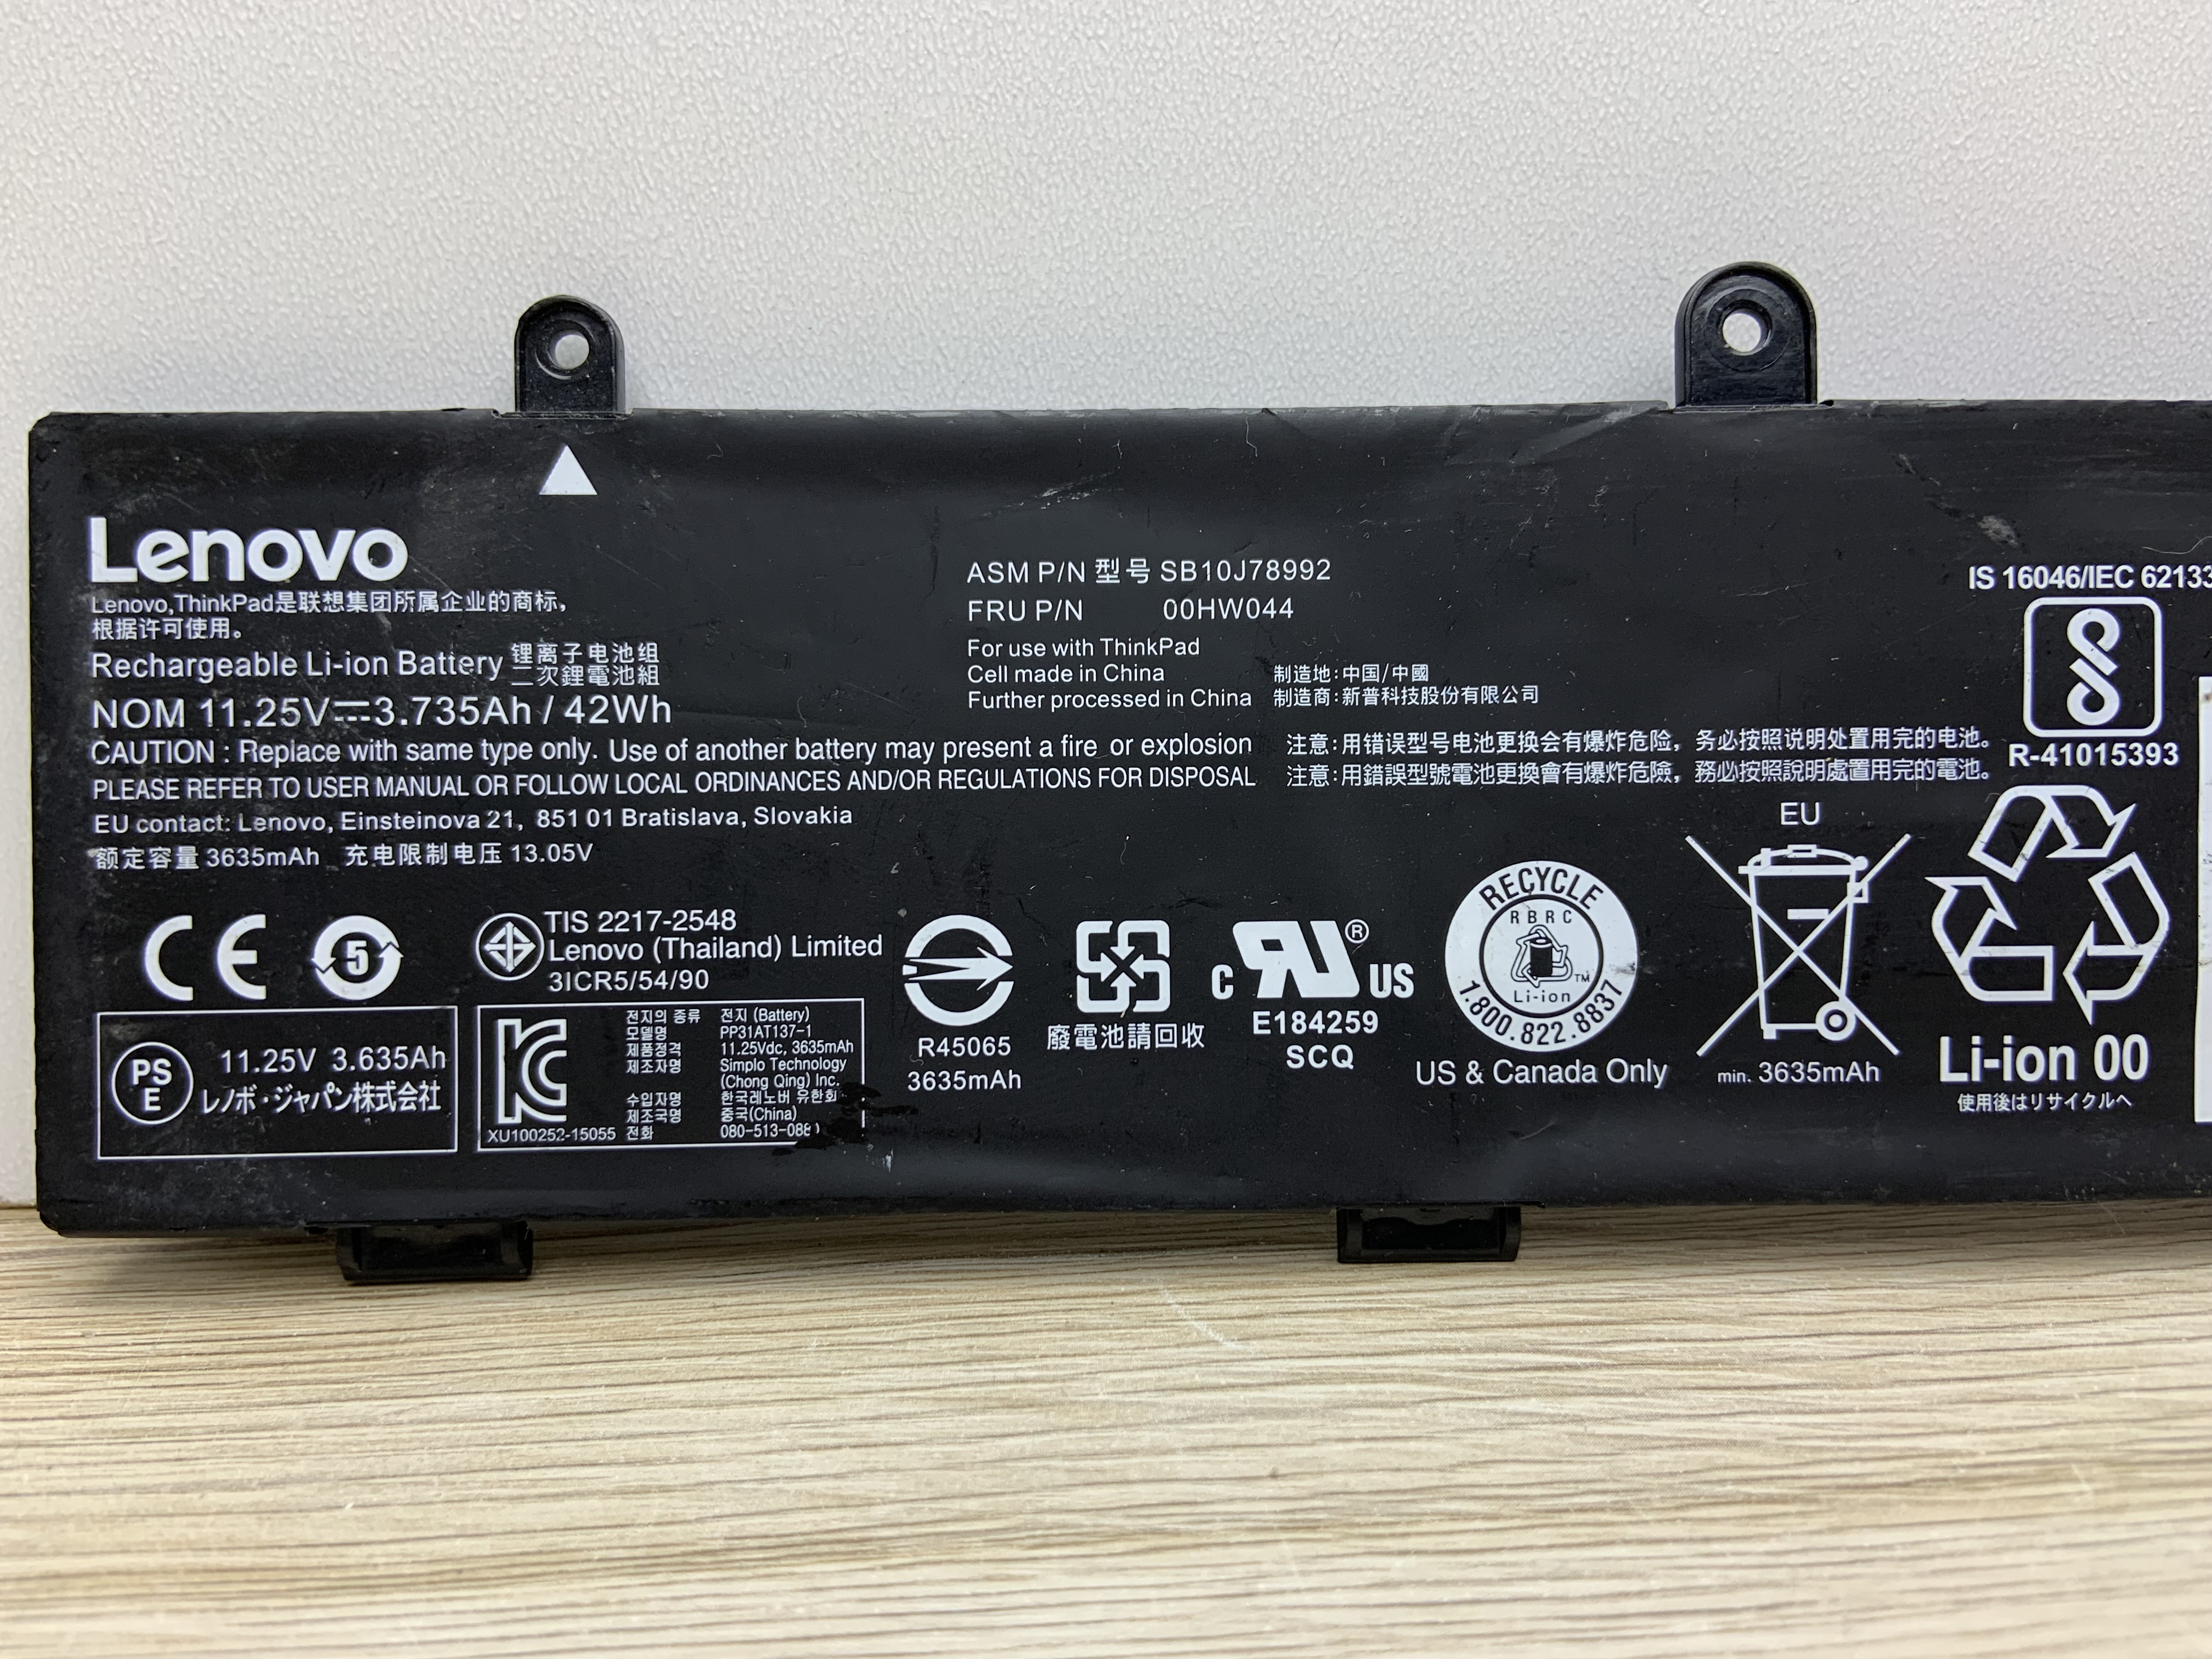 Lenovo
Lenovo,ThinkPad是联想集团所属企业的商标，
根据许可使用。
Rechargeable Li-ion Battery 锂离子电池组
二次鋰電池組
NOM 11.25V⎓3.735Ah / 42Wh
CAUTION : Replace with same type only. Use of another battery may present a fire or explosion
PLEASE REFER TO USER MANUAL OR FOLLOW LOCAL ORDINANCES AND/OR REGULATIONS FOR DISPOSAL
EU contact: Lenovo, Einsteinova 21, 851 01 Bratislava, Slovakia
额定容量 3635mAh 充电限制电压 13.05V
ASM P/N 型号 SB10J78992
FRU P/N 00HW044
For use with ThinkPad
Cell made in China 制造地:中国/中國
Further processed in China 制造商:新普科技股份有限公司
注意:用错误型号电池更换会有爆炸危险，务必按照说明处置用完的电池。
注意:用錯誤型號電池更換會有爆炸危險，務必按照說明處置用完的電池。
IS 16046/IEC 62133
R-41015393
CE
5
TIS 2217-2548
Lenovo (Thailand) Limited
3ICR5/54/90
PS
E
11.25V 3.635Ah
レノボ・ジャパン株式会社
KC
XU100252-15055
전지의 종류 전지 (Battery)
모델명 PP31AT137-1
제품정격 11.25Vdc, 3635mAh
제조자명 Simplo Technology
(Chong Qing) Inc.
수입자명 한국레노버 유한회
제조국명 중국(China)
전화 080-513-088
R45065
3635mAh
廢電池請回收
c RU ® US
E184259
SCQ
RECYCLE
RBRC
TM
Li-ion
1.800.822.8837
US & Canada Only
EU
min. 3635mAh
Li-ion 00
使用後はリサイクルへ